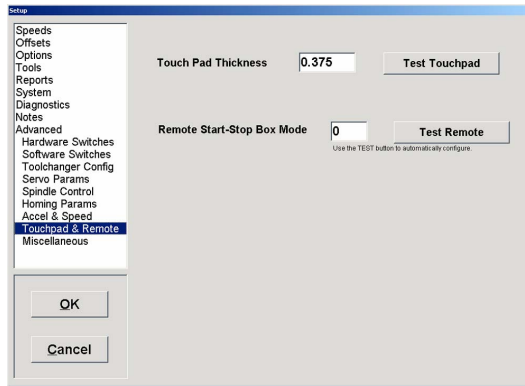 Setup
Speeds
Offsets
Options
Tools
Reports
System
Diagnostics
Notes
Advanced
Hardware Switches
Software Switches
Toolchanger Config
Servo Params
Spindle Control
Homing Params
Accel & Speed
Touchpad & Remote
Miscellaneous
OK
Cancel
Touch Pad Thickness 0.375 Test Touchpad
Remote Start-Stop Box Mode 0 Test Remote
Use the TEST button to automatically configure.